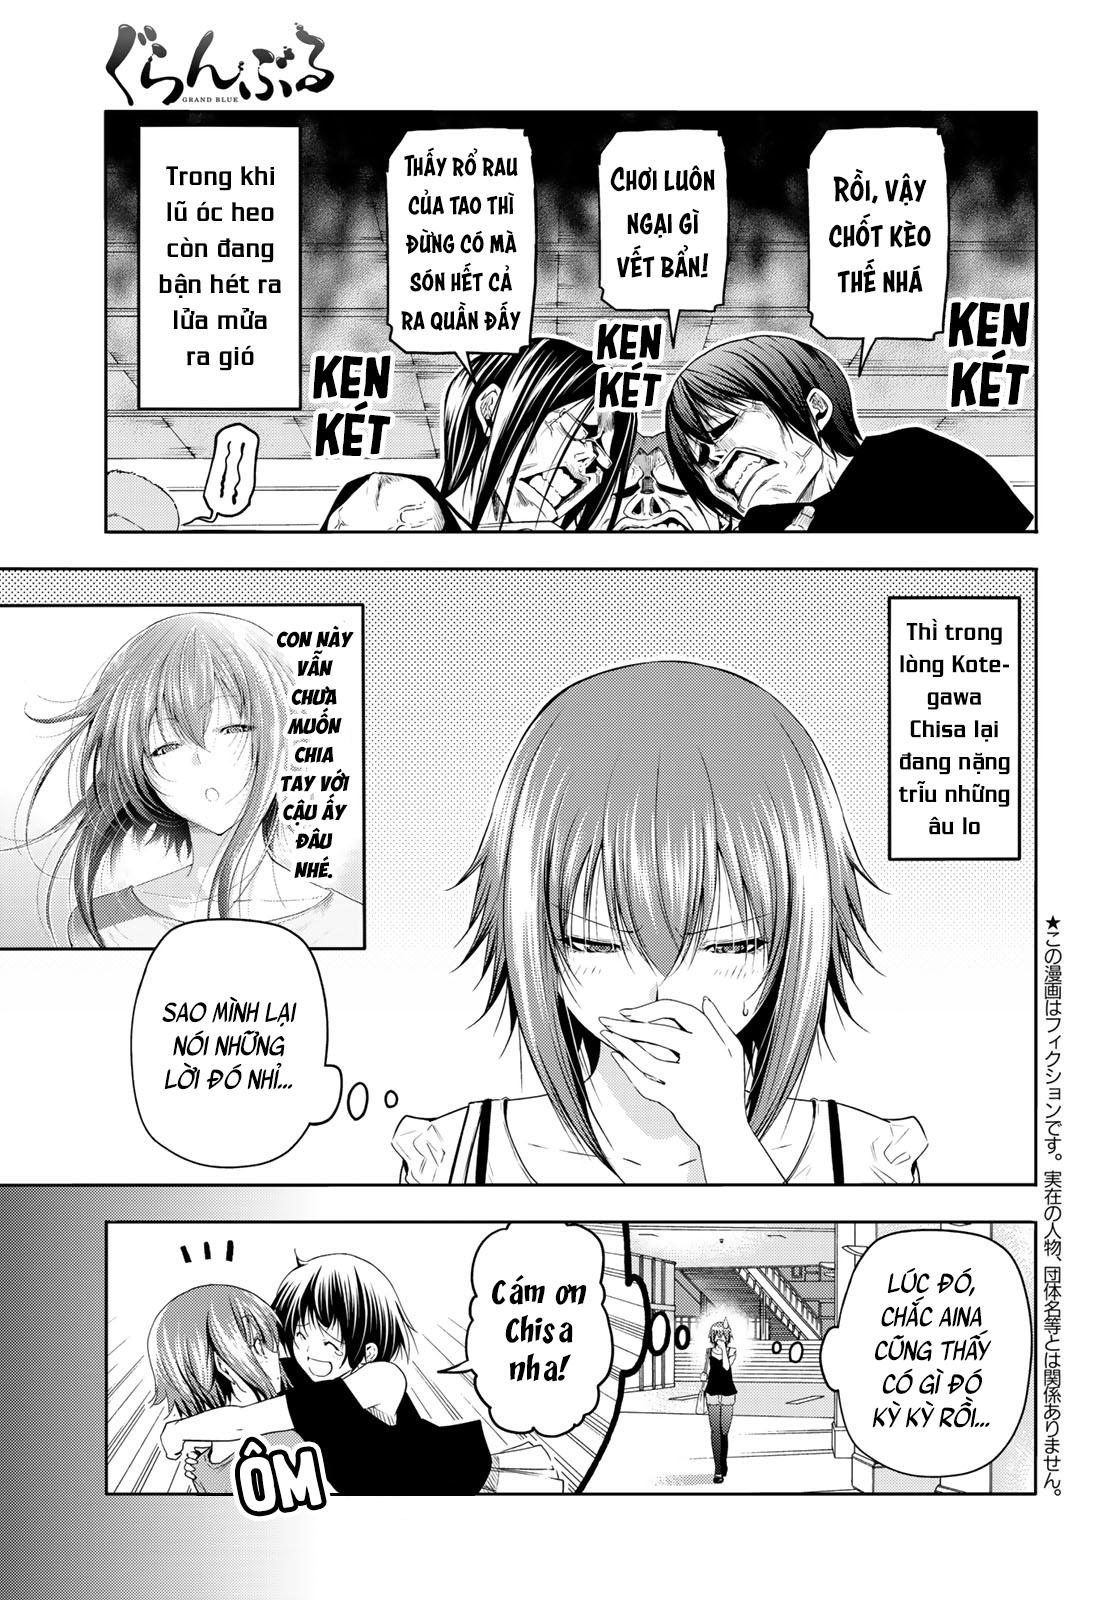 ぐらんぶる
GRAND BLUE
RỒI, VẬY
CHỐT KÈO
THẾ NHÁ
CHƠI LUÔN
NGẠI GÌ
VẾT BẨN!
THẤY RỔ RAU
CỦA TAO THÌ
ĐỪNG CÓ MÀ
SÓN HẾT CẢ
RA QUẦN ĐẤY
Trong khi
lũ óc heo
còn đang
bận hét ra
lửa mửa
ra gió
KEN
KÉT
KEN
KÉT
KEN
KÉT
Thì trong
lòng Kote-
gawa
Chisa lại
đang nặng
trĩu những
âu lo
CON NÀY
VẪN
CHƯA
MUỐN
CHIA
TAY VỚI
CẬU ẤY
ĐÂU
NHÉ.
SAO MÌNH LẠI
NÓI NHỮNG
LỜI ĐÓ NHỈ...
LÚC ĐÓ,
CHẮC AINA
CŨNG THẤY
CÓ GÌ ĐÓ
KỲ KỲ RỒI...
Cám ơn
Chisa
nha!
ÔM
★この漫画はフィクションです。実在の人物、団体名等とは関係ありません。